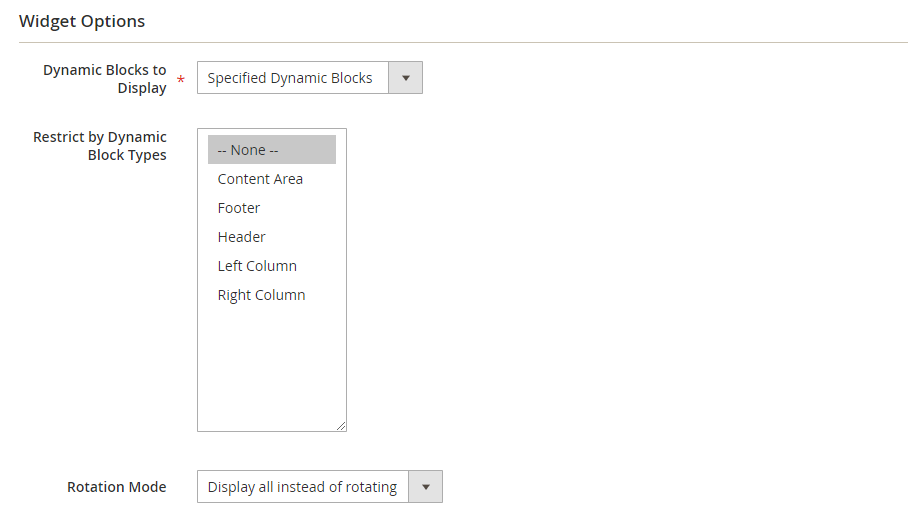 Widget Options
Dynamic Blocks to
Display
*
Specified Dynamic Blocks
Restrict by Dynamic
Block Types
-- None --
Content Area
Footer
Header
Left Column
Right Column
Rotation Mode
Display all instead of rotating